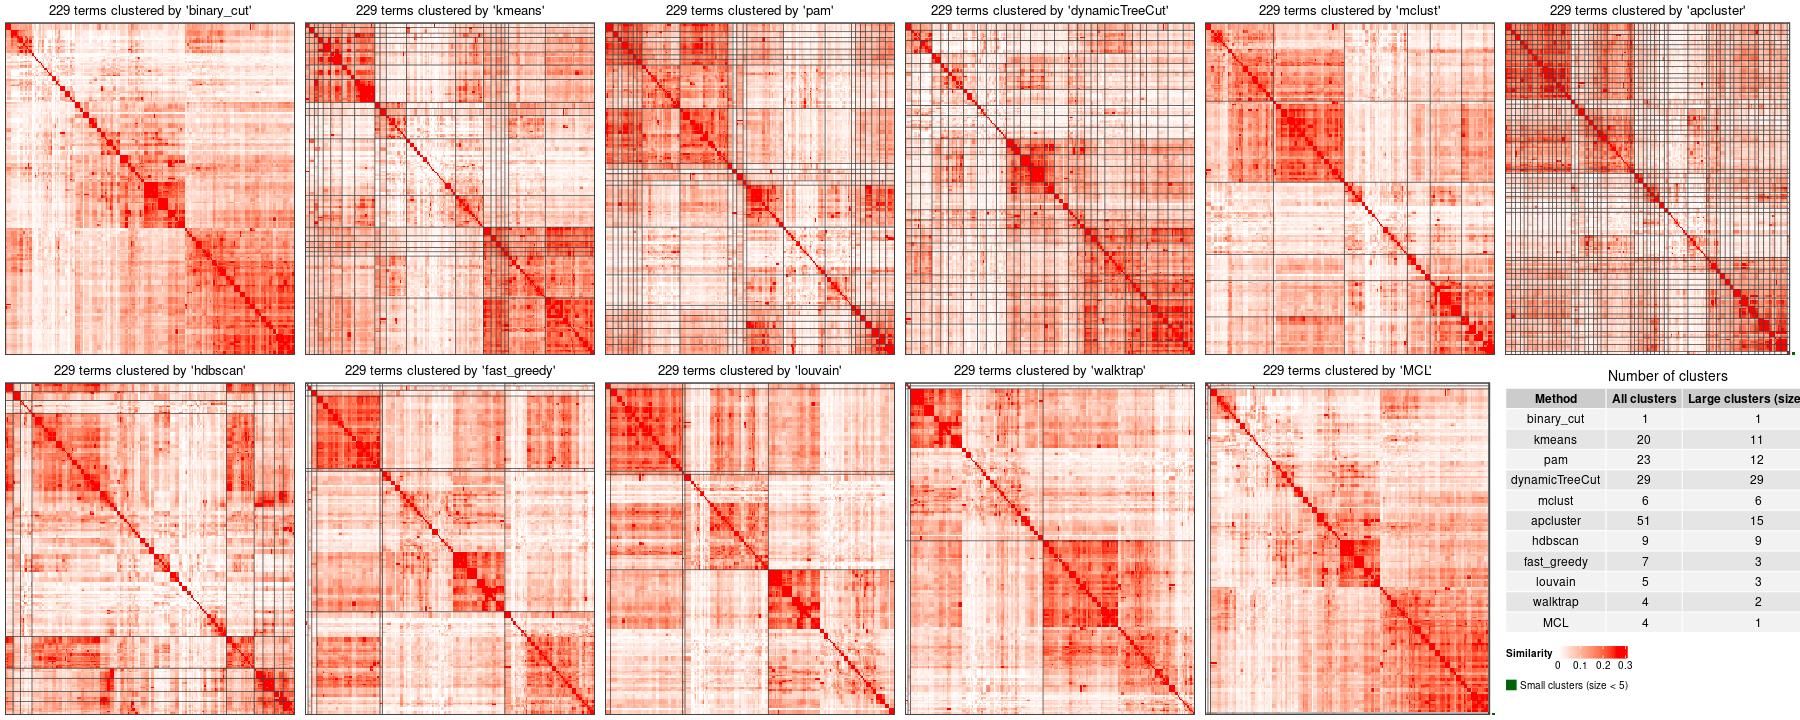 229 terms clustered by 'binary_cut'
229 terms clustered by 'kmeans'
229 terms clustered by 'pam'
229 terms clustered by 'dynamicTreeCut'
229 terms clustered by 'mclust'
229 terms clustered by 'apcluster'
229 terms clustered by 'hdbscan'
229 terms clustered by 'fast_greedy'
229 terms clustered by 'louvain'
229 terms clustered by 'walktrap'
229 terms clustered by 'MCL'
Number of clusters
Method All clusters Large clusters (size
binary_cut 1 1
kmeans 20 11
pam 23 12
dynamicTreeCut 29 29
mclust 6 6
apcluster 51 15
hdbscan 9 9
fast_greedy 7 3
louvain 5 3
walktrap 4 2
MCL 4 1
Similarity
0 0.1 0.2 0.3
Small clusters (size < 5)